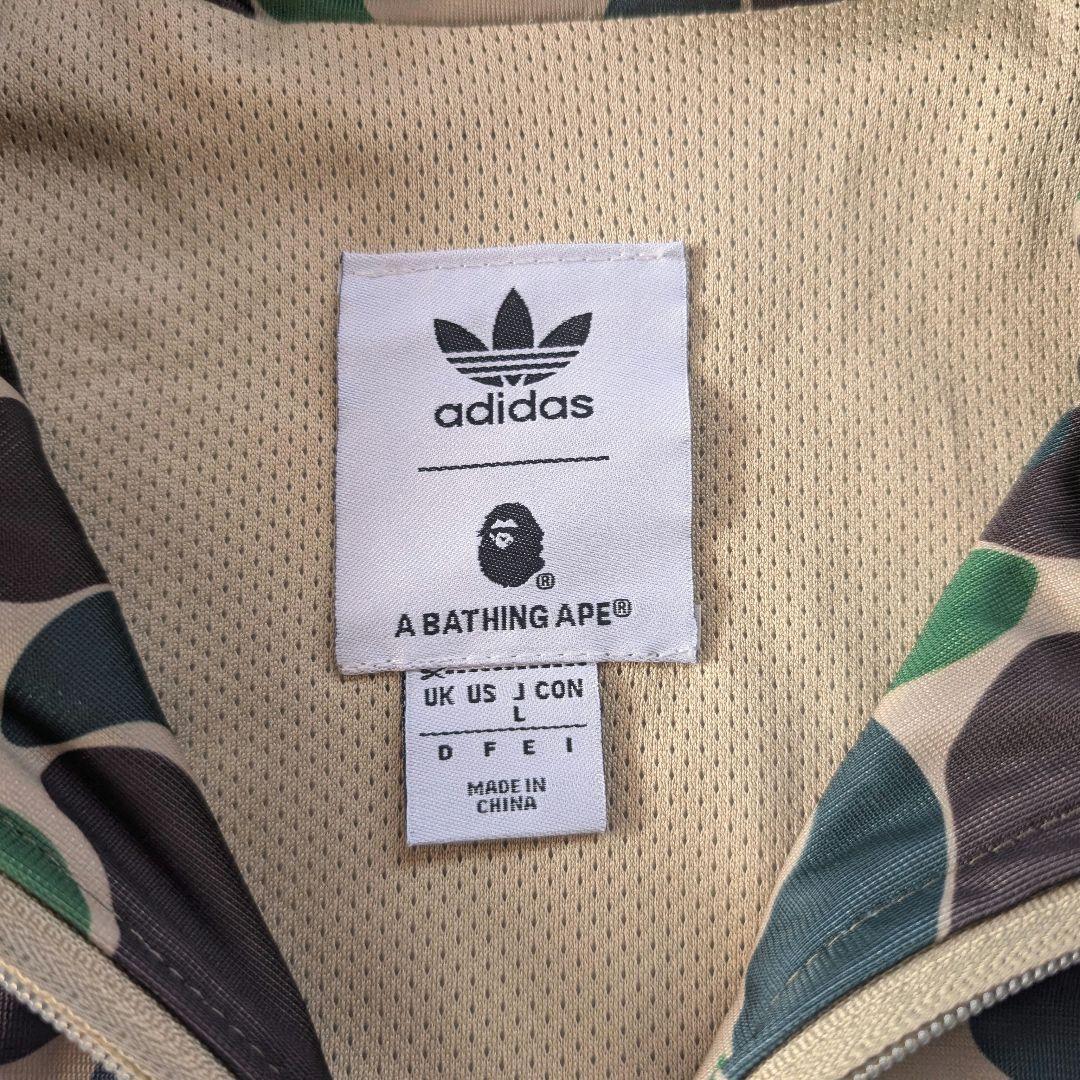 adidas
®
A BATHING APE®
UK US J CON
L
D F E I
MADE IN
CHINA